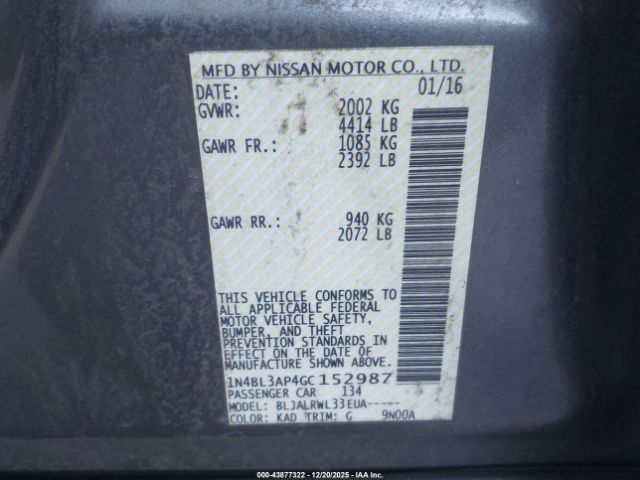 MFD BY NISSAN MOTOR CO., LTD.
DATE: 01/16
GVWR: 2002 KG
4414 LB
GAWR FR.: 1085 KG
2392 LB
GAWR RR.: 940 KG
2072 LB
THIS VEHICLE CONFORMS TO
ALL APPLICABLE FEDERAL
MOTOR VEHICLE SAFETY,
BUMPER, AND THEFT
PREVENTION STANDARDS IN
EFFECT ON THE DATE OF
MANUFACTURE SHOWN ABOVE.
1N4BL3AP4GC152987
PASSENGER CAR 134
MODEL: BLJALRWL33EUA-----
COLOR: KAD TRIM: G 9N00A
000-43877322 | 12/20/2025 | IAA Inc.